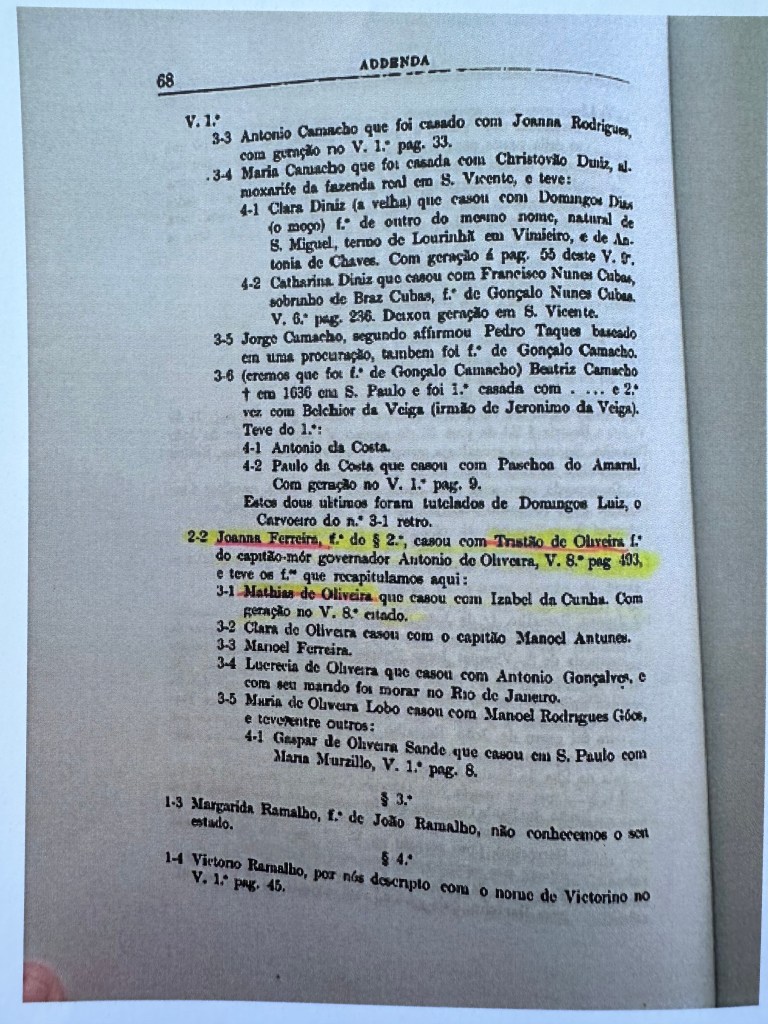 68
ADDENDA
V. 1.º
3-3 Antonio Camacho que foi casado com Joanna Rodrigues,
com geração no V. 1.º pag. 33.
3-4 Maria Camacho que foi casada com Christovão Diniz, al.
moxarife da fazenda real em S. Vicente, e teve:
4-1 Clara Diniz (a velha) que casou com Domingos Dias
(o moço) f.º de outro do mesmo nome, natural de
S. Miguel, termo de Lourinhã em Vimieiro, e de An-
tonia de Chaves. Com geração á pag. 55 deste V. 8º.
4-2 Catharina Diniz que casou com Francisco Nunes Cubas,
sobrinho de Braz Cubas, f.º de Gonçalo Nunes Cubas.
V. 6.º pag. 236. Deixou geração em S. Vicente.
3-5 Jorge Camacho, segundo affirmou Pedro Taques baseado
em uma procuração, tambem foi f.º de Gonçalo Camacho.
3-6 (cremos que foi f.º de Gonçalo Camacho) Beatriz Camacho
† em 1636 em S. Paulo e foi 1.º casada com . ... e 2.ª
vez com Belchior da Veiga (irmão de Jeronimo da Veiga).
Teve do 1.º:
4-1 Antonio da Costa.
4-2 Paulo da Costa que casou com Paschoa do Amaral.
Com geração no V. 1.º pag. 9.
Estes dous ultimos foram tutelados de Domingos Luiz, o
Carvoeiro do n.º 3-1 retro.
2-2 Joanna Ferreira, f.ª do § 2.º, casou com Tristão de Oliveira f.º
do capitão-mór governador Antonio de Oliveira, V. 8.º pag 493,
e teve os f.ºs que recapitulamos aqui:
3-1 Mathias de Oliveira que casou com Izabel da Cunha. Com
geração no V. 8.º citado.
3-2 Clara de Oliveira casou com o capitão Manoel Antunes.
3-3 Manoel Ferreira.
3-4 Lucrecia de Oliveira que casou com Antonio Gonçalves, e
com seu marido foi morar no Rio de Janeiro.
3-5 Maria de Oliveira Lobo casou com Manoel Rodrigues Góes,
e teve entre outros:
4-1 Gaspar de Oliveira Sande que casou em S. Paulo com
Maria Murzillo, V. 1.º pag. 8.
§ 3.º
1-3 Margarida Ramalho, f.ª de João Ramalho, não conhecemos o seu
estado.
§ 4.º
1-4 Victorio Ramalho, por nós descripto com o nome de Victorino no
V. 1.º pag. 45.